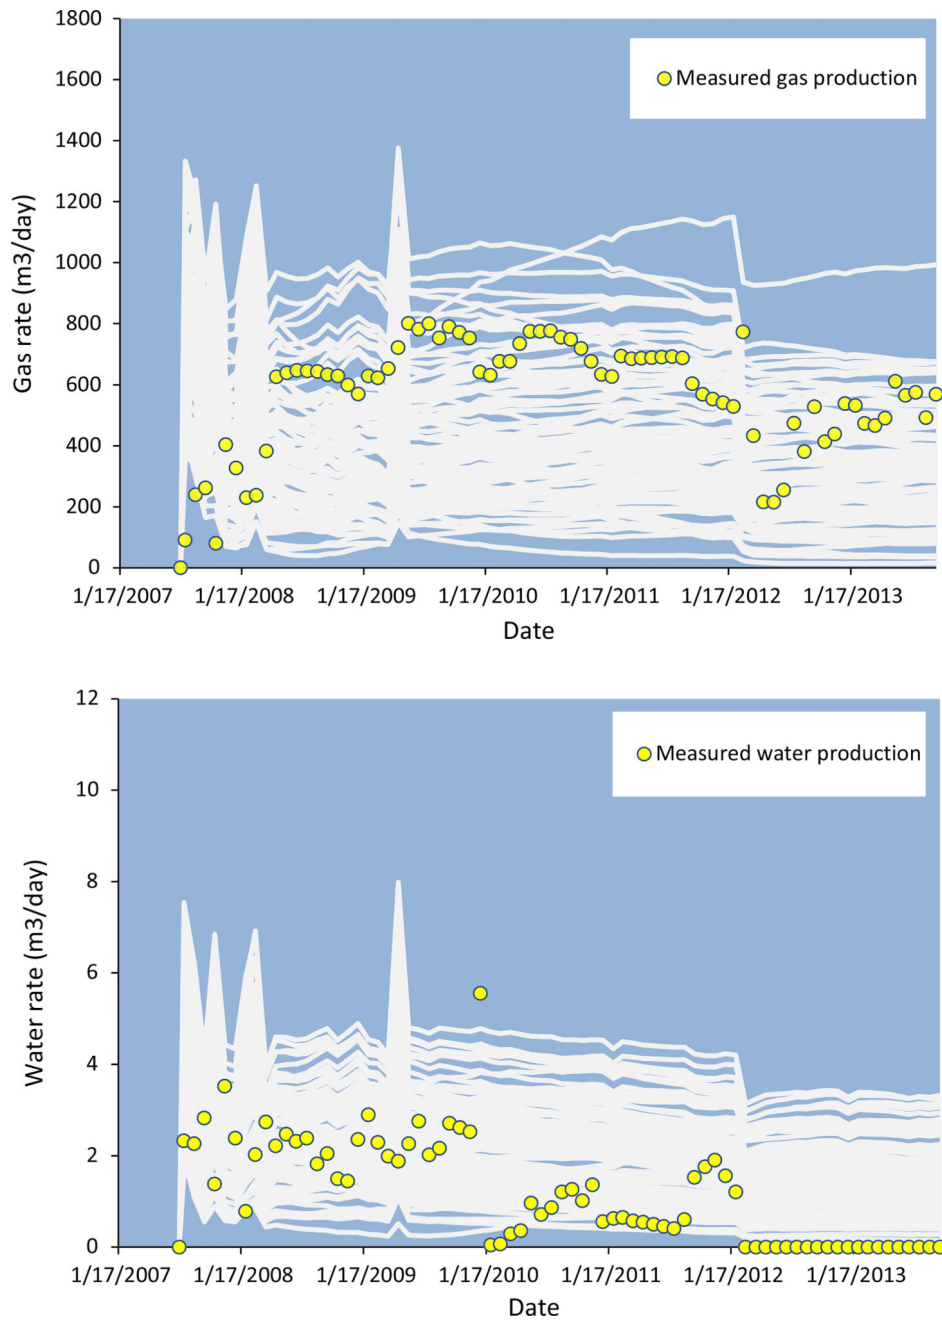 1800
1600
1400
1200
1000
800
600
400
200
0
Gas rate (m3/day)
Measured gas production
1/17/2007 1/17/2008 1/17/2009 1/17/2010 1/17/2011 1/17/2012 1/17/2013
Date
12
10
8
6
4
2
0
Water rate (m3/day)
Measured water production
1/17/2007 1/17/2008 1/17/2009 1/17/2010 1/17/2011 1/17/2012 1/17/2013
Date